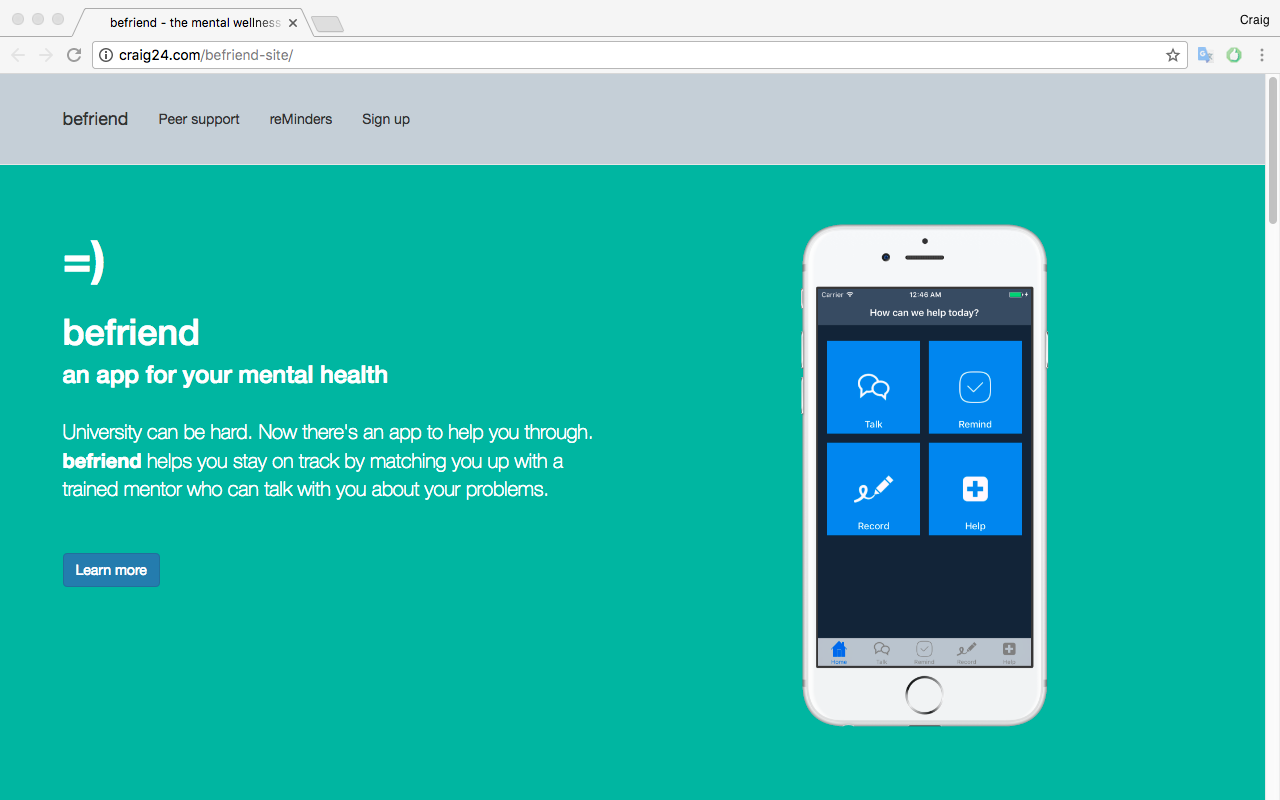 befriend - the mental wellness
Craig
craig24.com/befriend-site/
befriend Peer support reMinders Sign up
=)
befriend
an app for your mental health
University can be hard. Now there's an app to help you through.
befriend helps you stay on track by matching you up with a
trained mentor who can talk with you about your problems.
Learn more
Carrier 12:46 AM
How can we help today?
Talk Remind
Record Help
Home Talk Remind Record Help